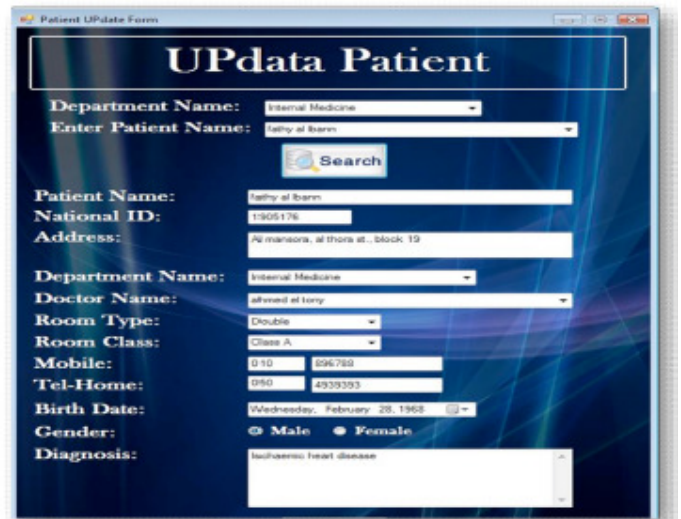 Patient UPdate Form
UPdata Patient
Department Name: Internal Medicine
Enter Patient Name: fathy al lbann
Search
Patient Name: fathy al lbann
National ID: 1905176
Address: Al mansora, al thora st., block 19
Department Name: Internal Medicine
Doctor Name: el tony
Room Type: Double
Room Class: Class A
Mobile: 010 896789
Tel-Home: 050 4939393
Birth Date: Wednesday, February 28, 1968
Gender: Male Female
Diagnosis: Ischaemic heart disease